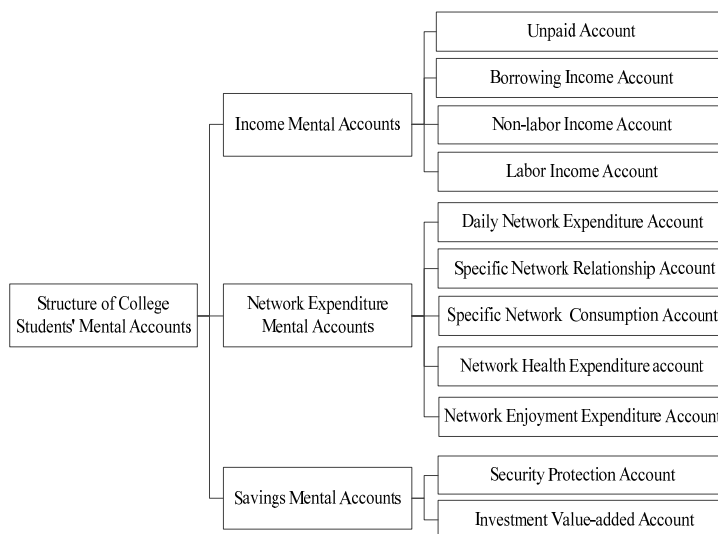 Unpaid Account
Borrowing Income Account
Income Mental Accounts
Non-labor Income Account
Labor Income Account
Daily Network Expenditure Account
Specific Network Relationship Account
Structure of College
Students' Mental Accounts
Network Expenditure
Mental Accounts
Specific Network Consumption Account
Network Health Expenditure account
Network Enjoyment Expenditure Account
Security Protection Account
Savings Mental Accounts
Investment Value-added Account